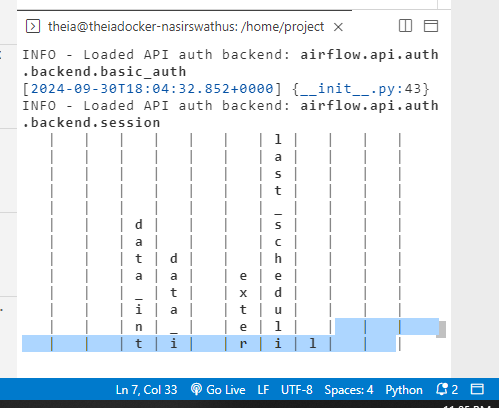 theia@theiadocker-nasirswathus: /home/project
INFO - Loaded API auth backend: airflow.api.auth
.backend.basic_auth
[2024-09-30T18:04:32.852+0000] {__init__.py:43}
INFO - Loaded API auth backend: airflow.api.auth
.backend.session
| | | | | | | l | | | |
| | | | | | | a | | | |
| | | | | | | s | | | |
| | | | | | | t | | | |
| | | | | | | _ | | | |
| | | d | | | | s | | | |
| | | a | | | | c | | | |
| | | t | d | | | h | | | |
| | | a | a | | e | e | | | |
| | | _ | t | | x | d | | | |
| | | i | a | | t | u | | | |
| | | n | _ | | e | l | | | |
| | | t | i | | r | i | l | | |
Ln 7, Col 33 Go Live LF UTF-8 Spaces: 4 Python 2